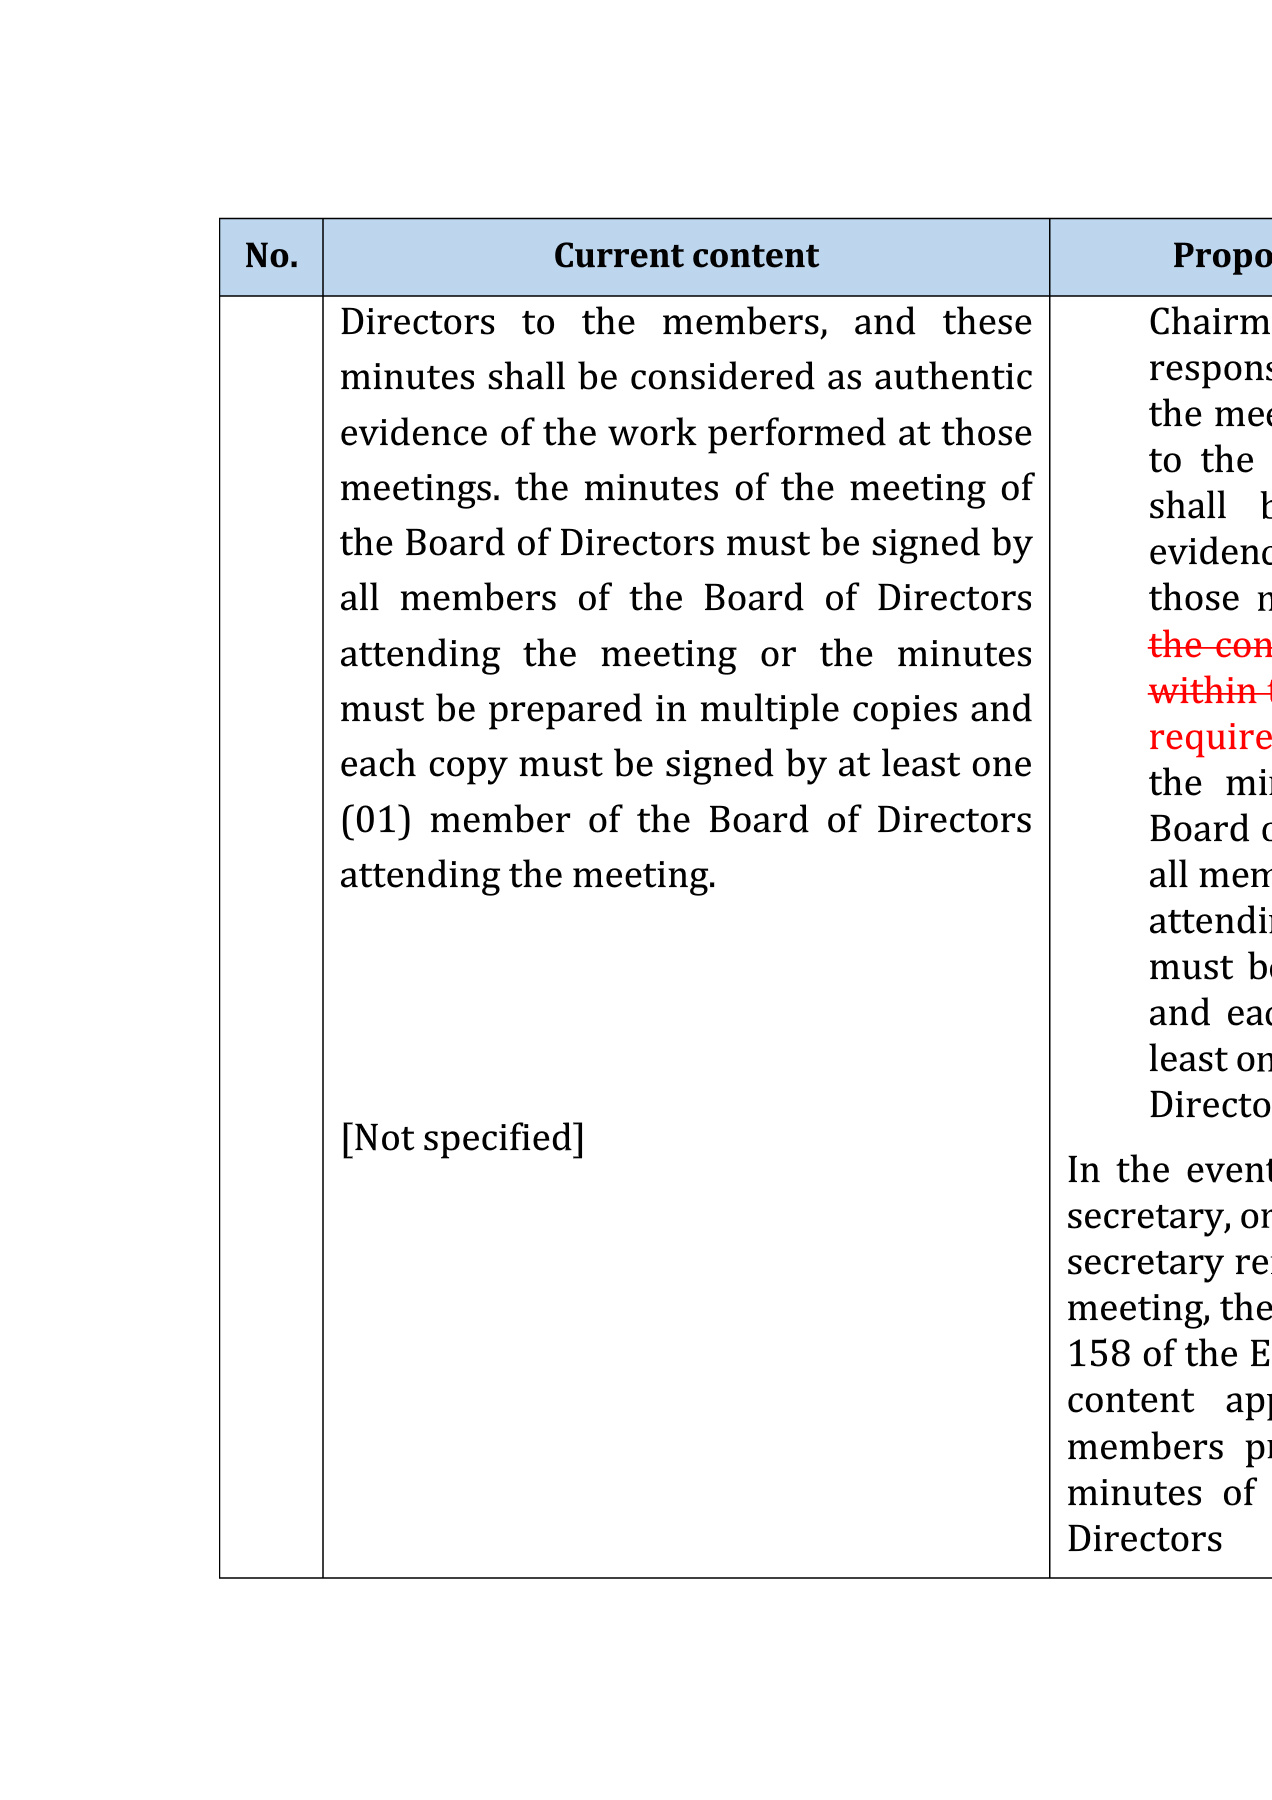 No.
Current content
Directors to the members, and these
minutes shall be considered as authentic
evidence of the work performed at those
meetings. the minutes of the meeting of
the Board of Directors must be signed by
all members of the Board of Directors
attending the meeting or the minutes
must be prepared in multiple copies and
each copy must be signed by at least one
(01) member of the Board of Directors
attending the meeting.
[Not specified]
Propo
Chairm
respons
the mee
to the
shall b
evidenc
those n
the con
within t
require
the min
Board o
all mem
attendin
must be
and eac
least on
Directo
In the event
secretary, or
secretary re
meeting, the
158 of the E
content app
members pr
minutes of
Directors